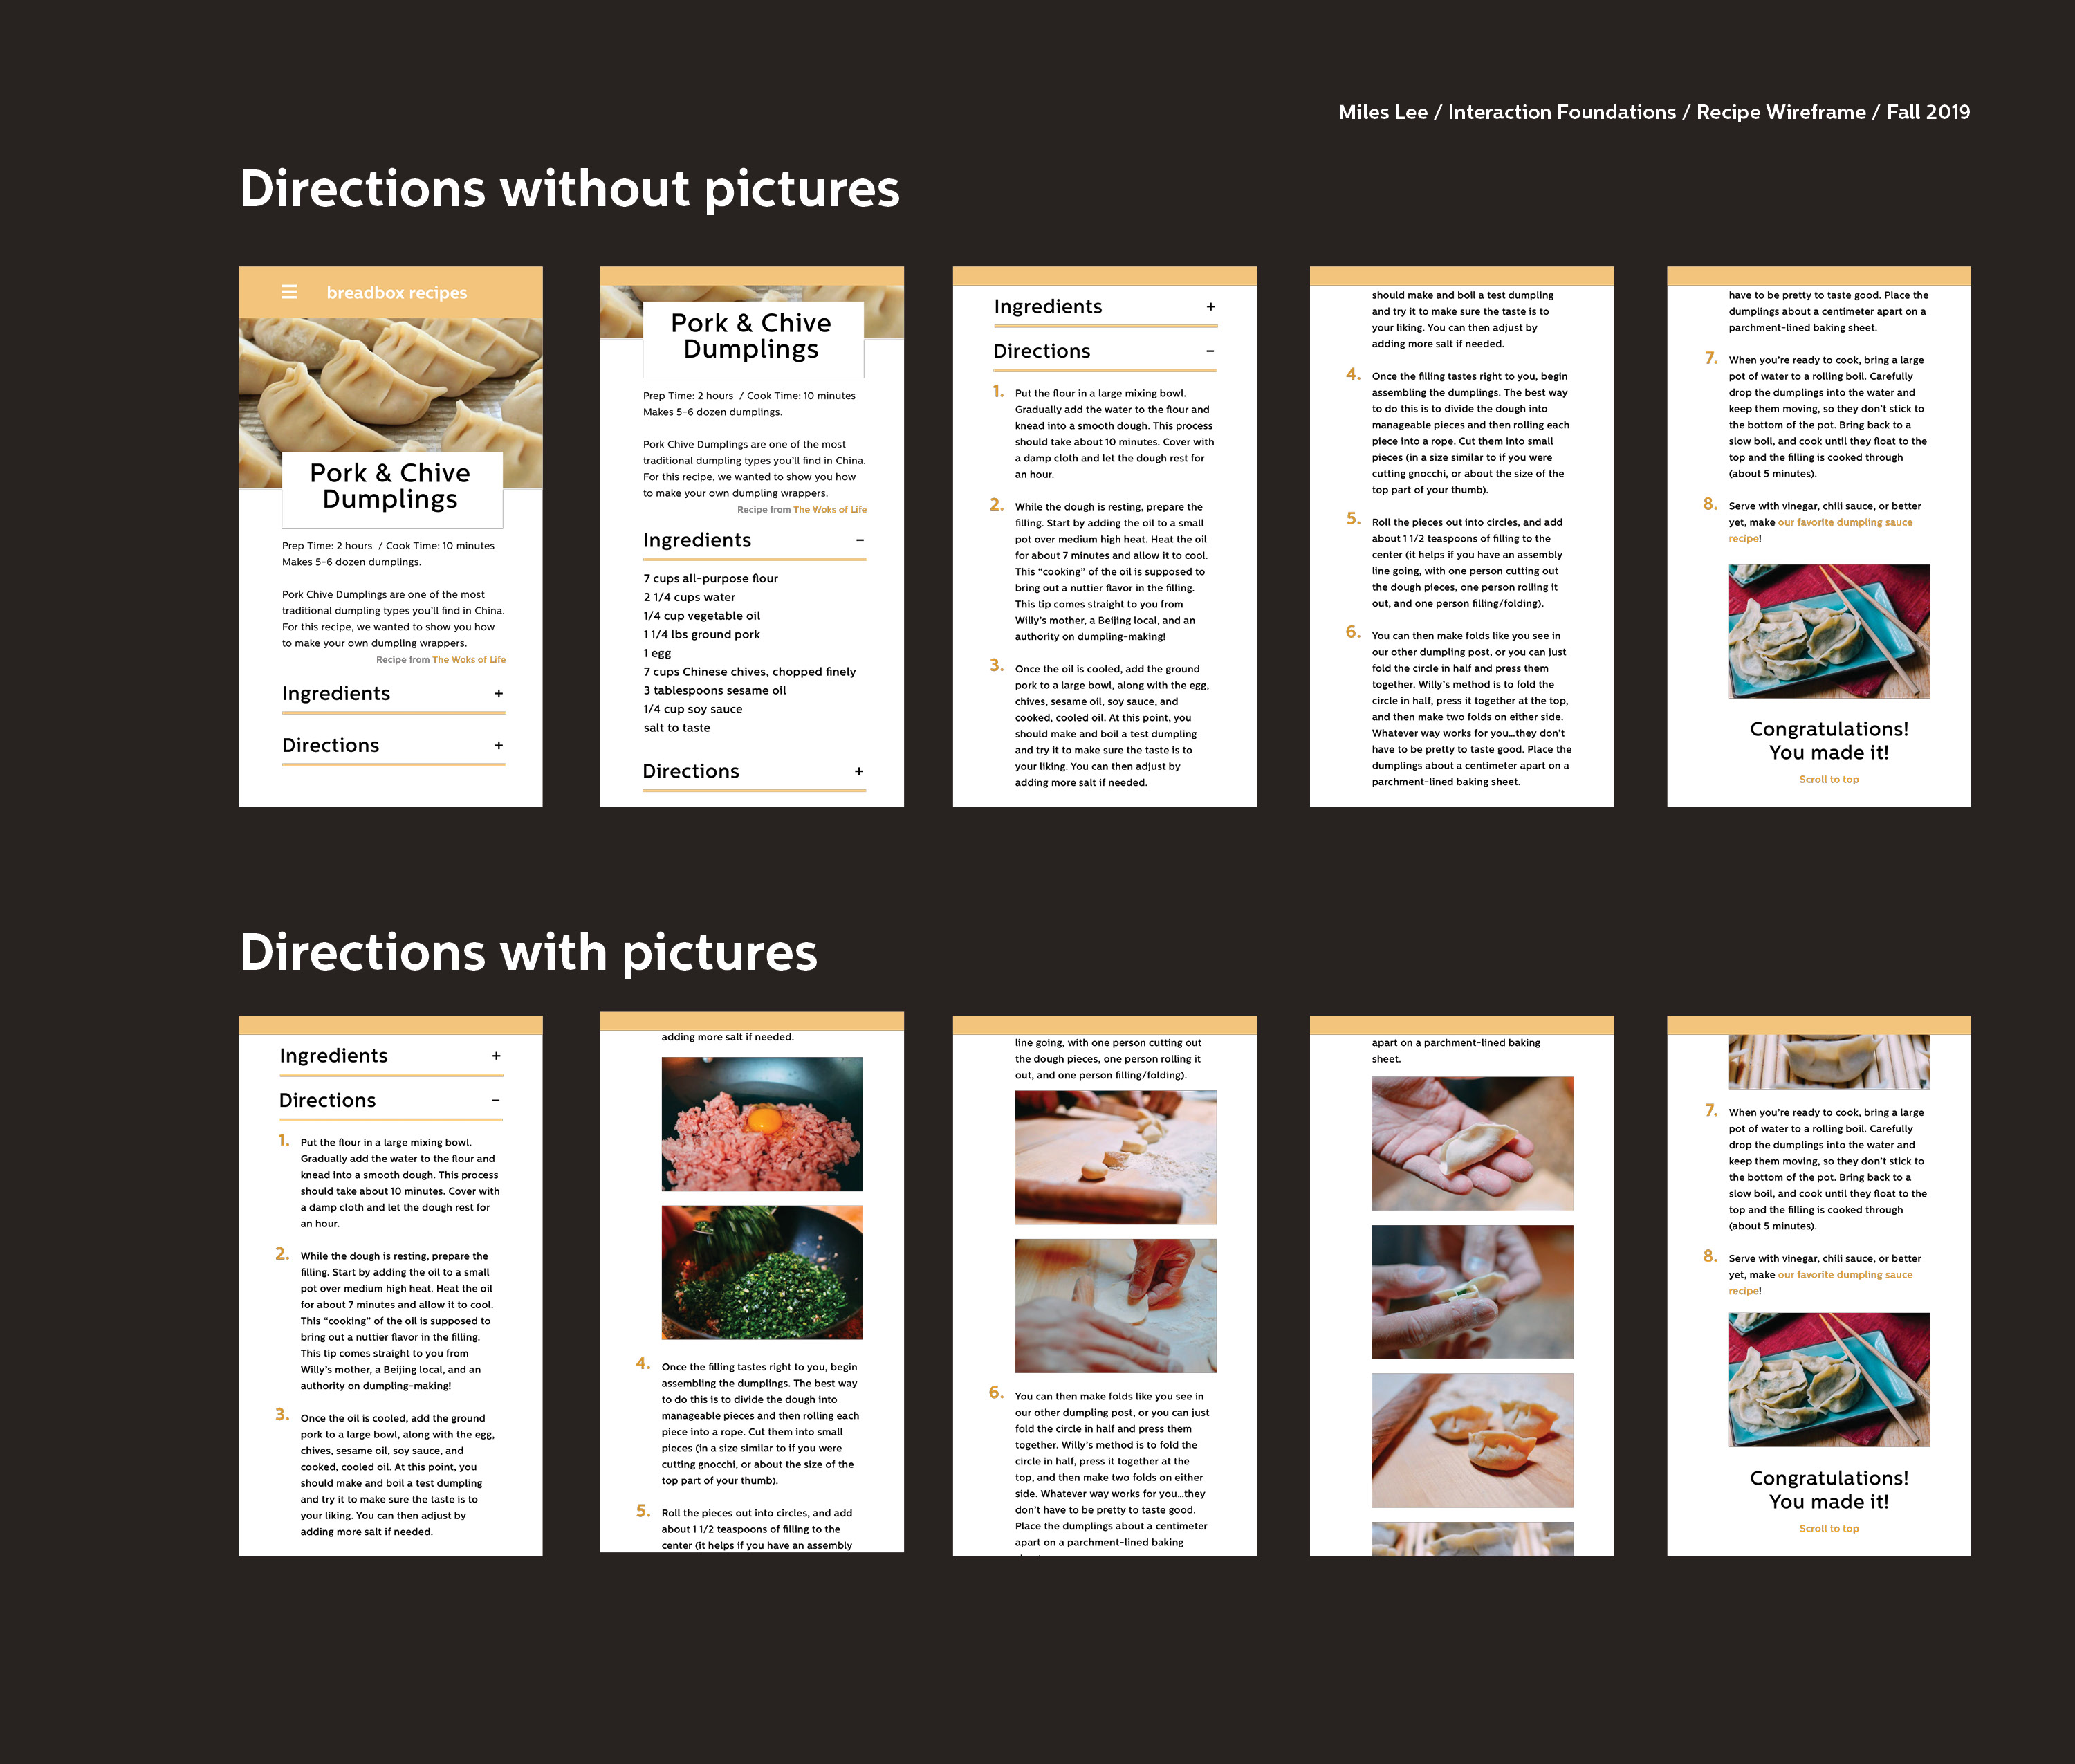 Miles Lee / Interaction Foundations / Recipe Wireframe / Fall 2019
Directions without pictures
☰ breadbox recipes
Pork & Chive
Dumplings
Prep Time: 2 hours / Cook Time: 10 minutes
Makes 5-6 dozen dumplings.
Pork Chive Dumplings are one of the most
traditional dumpling types you'll find in China.
For this recipe, we wanted to show you how
to make your own dumpling wrappers.
Recipe from The Woks of Life
Ingredients +
Directions +
Pork & Chive
Dumplings
Prep Time: 2 hours / Cook Time: 10 minutes
Makes 5-6 dozen dumplings.
Pork Chive Dumplings are one of the most
traditional dumpling types you'll find in China.
For this recipe, we wanted to show you how
to make your own dumpling wrappers.
Recipe from The Woks of Life
Ingredients -
7 cups all-purpose flour
2 1/4 cups water
1/4 cup vegetable oil
1 1/4 lbs ground pork
1 egg
7 cups Chinese chives, chopped finely
3 tablespoons sesame oil
1/4 cup soy sauce
salt to taste
Directions +
Ingredients +
Directions -
1. Put the flour in a large mixing bowl.
Gradually add the water to the flour and
knead into a smooth dough. This process
should take about 10 minutes. Cover with
a damp cloth and let the dough rest for
an hour.
2. While the dough is resting, prepare the
filling. Start by adding the oil to a small
pot over medium high heat. Heat the oil
for about 7 minutes and allow it to cool.
This “cooking” of the oil is supposed to
bring out a nuttier flavor in the filling.
This tip comes straight to you from
Willy's mother, a Beijing local, and an
authority on dumpling-making!
3. Once the oil is cooled, add the ground
pork to a large bowl, along with the egg,
chives, sesame oil, soy sauce, and
cooked, cooled oil. At this point, you
should make and boil a test dumpling
and try it to make sure the taste is to
your liking. You can then adjust by
adding more salt if needed.
should make and boil a test dumpling
and try it to make sure the taste is to
your liking. You can then adjust by
adding more salt if needed.
4. Once the filling tastes right to you, begin
assembling the dumplings. The best way
to do this is to divide the dough into
manageable pieces and then rolling each
piece into a rope. Cut them into small
pieces (in a size similar to if you were
cutting gnocchi, or about the size of the
top part of your thumb).
5. Roll the pieces out into circles, and add
about 1 1/2 teaspoons of filling to the
center (it helps if you have an assembly
line going, with one person cutting out
the dough pieces, one person rolling it
out, and one person filling/folding).
6. You can then make folds like you see in
our other dumpling post, or you can just
fold the circle in half and press them
together. Willy's method is to fold the
circle in half, press it together at the top,
and then make two folds on either side.
Whatever way works for you...they don't
have to be pretty to taste good. Place the
dumplings about a centimeter apart on a
parchment-lined baking sheet.
have to be pretty to taste good. Place the
dumplings about a centimeter apart on a
parchment-lined baking sheet.
7. When you're ready to cook, bring a large
pot of water to a rolling boil. Carefully
drop the dumplings into the water and
keep them moving, so they don't stick to
the bottom of the pot. Bring back to a
slow boil, and cook until they float to the
top and the filling is cooked through
(about 5 minutes).
8. Serve with vinegar, chili sauce, or better
yet, make our favorite dumpling sauce
recipe!
Congratulations!
You made it!
Scroll to top
Directions with pictures
Ingredients +
Directions -
1. Put the flour in a large mixing bowl.
Gradually add the water to the flour and
knead into a smooth dough. This process
should take about 10 minutes. Cover with
a damp cloth and let the dough rest for
an hour.
2. While the dough is resting, prepare the
filling. Start by adding the oil to a small
pot over medium high heat. Heat the oil
for about 7 minutes and allow it to cool.
This “cooking” of the oil is supposed to
bring out a nuttier flavor in the filling.
This tip comes straight to you from
Willy's mother, a Beijing local, and an
authority on dumpling-making!
3. Once the oil is cooled, add the ground
pork to a large bowl, along with the egg,
chives, sesame oil, soy sauce, and
cooked, cooled oil. At this point, you
should make and boil a test dumpling
and try it to make sure the taste is to
your liking. You can then adjust by
adding more salt if needed.
adding more salt if needed.
4. Once the filling tastes right to you, begin
assembling the dumplings. The best way
to do this is to divide the dough into
manageable pieces and then rolling each
piece into a rope. Cut them into small
pieces (in a size similar to if you were
cutting gnocchi, or about the size of the
top part of your thumb).
5. Roll the pieces out into circles, and add
about 1 1/2 teaspoons of filling to the
center (it helps if you have an assembly
line going, with one person cutting out
the dough pieces, one person rolling it
out, and one person filling/folding).
6. You can then make folds like you see in
our other dumpling post, or you can just
fold the circle in half and press them
together. Willy's method is to fold the
circle in half, press it together at the
top, and then make two folds on either
side. Whatever way works for you...they
don't have to be pretty to taste good.
Place the dumplings about a centimeter
apart on a parchment-lined baking
apart on a parchment-lined baking
sheet.
7. When you're ready to cook, bring a large
pot of water to a rolling boil. Carefully
drop the dumplings into the water and
keep them moving, so they don't stick to
the bottom of the pot. Bring back to a
slow boil, and cook until they float to the
top and the filling is cooked through
(about 5 minutes).
8. Serve with vinegar, chili sauce, or better
yet, make our favorite dumpling sauce
recipe!
Congratulations!
You made it!
Scroll to top